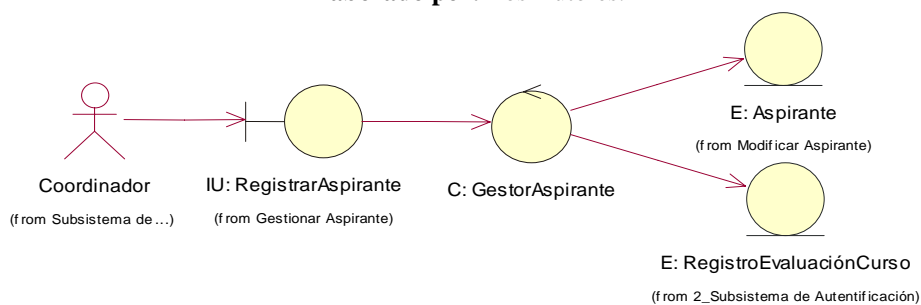 E: Aspirante
(from Modificar Aspirante)
Coordinador
(from Subsistema de ...)
IU: RegistrarAspirante
(from Gestionar Aspirante)
C: GestorAspirante
E: RegistroEvaluaciónCurso
(from 2_Subsistema de Autentificación)